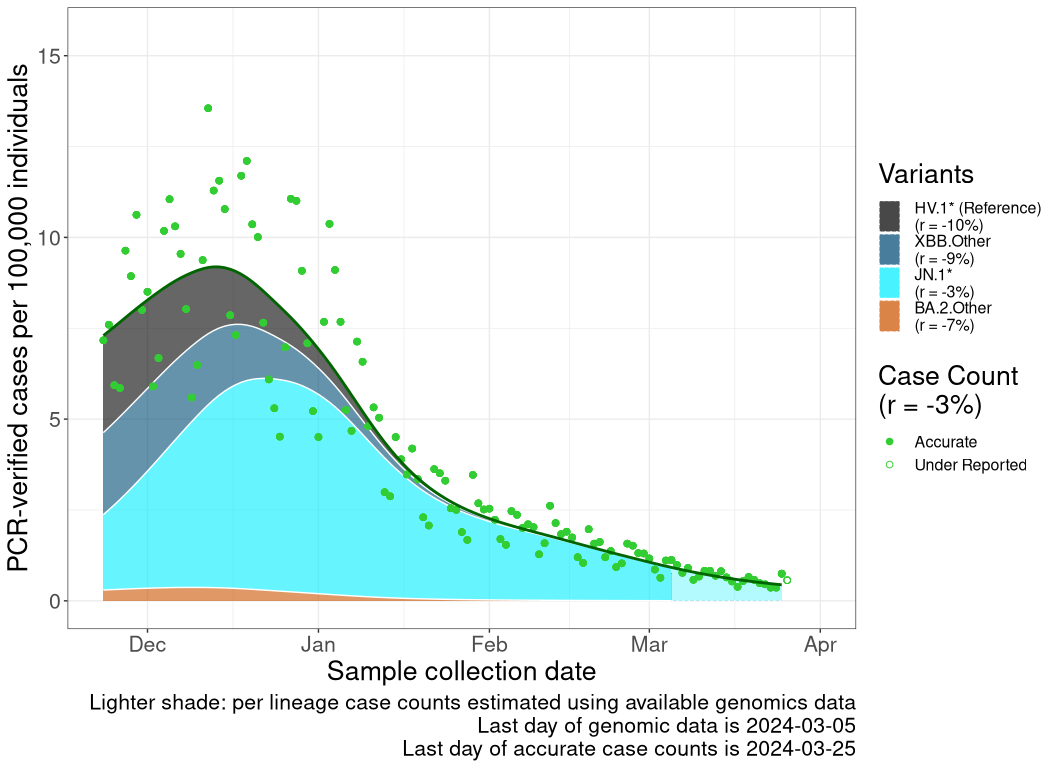 PCR-verified cases per 100,000 individuals
15
10
5
0
Dec
Jan
Feb
Mar
Apr
Sample collection date
Lighter shade: per lineage case counts estimated using available genomics data
Last day of genomic data is 2024-03-05
Last day of accurate case counts is 2024-03-25
Variants
HV.1* (Reference)
(r = -10%)
XBB.Other
(r = -9%)
JN.1*
(r = -3%)
BA.2.Other
(r = -7%)
Case Count
(r = -3%)
Accurate
Under Reported